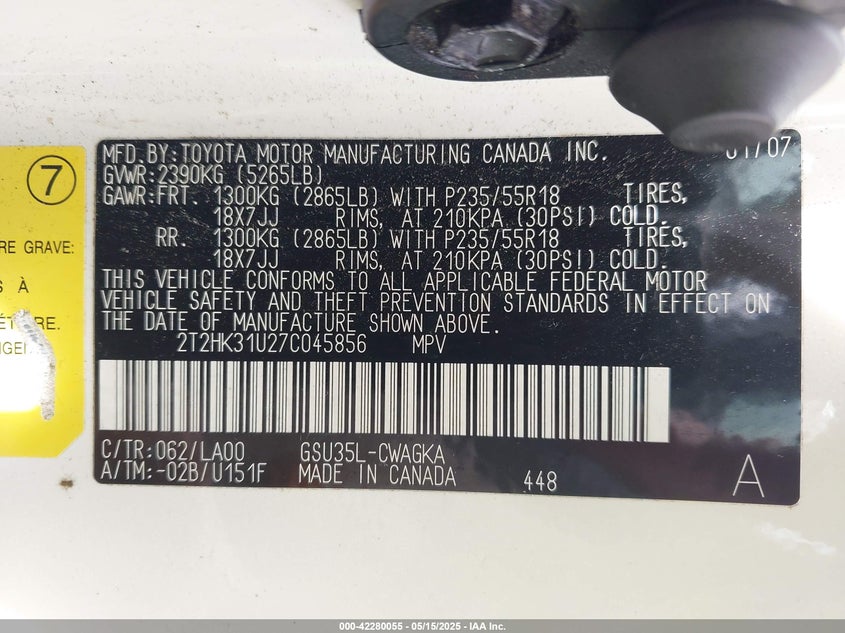 MFD.BY:TOYOTA MOTOR MANUFACTURING CANADA INC. 01/07
GVWR:2390KG (5265LB)
GAWR:FRT. 1300KG (2865LB) WITH P235/55R18 TIRES,
18X7JJ RIMS, AT 210KPA (30PSI) COLD.
RR. 1300KG (2865LB) WITH P235/55R18 TIRES,
18X7JJ RIMS, AT 210KPA (30PSI) COLD.
THIS VEHICLE CONFORMS TO ALL APPLICABLE FEDERAL MOTOR
VEHICLE SAFETY AND THEFT PREVENTION STANDARDS IN EFFECT ON
THE DATE OF MANUFACTURE SHOWN ABOVE.
2T2HK31U27C045856 MPV
C/TR:062/LA00 GSU35L-CWAGKA
A/TM:-02B/U151F MADE IN CANADA 448 A
7
RE GRAVE:
S À
000-42280055 - 05/15/2025 - IAA Inc.